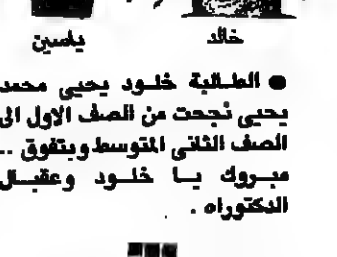 خالد ياسين
● الطالبة خلود يحيى محمد
يحيى نجحت من الصف الاول الى
الصف الثانى المتوسط وبتفوق ..
مبروك يا خلود وعقبال
الدكتوراه .